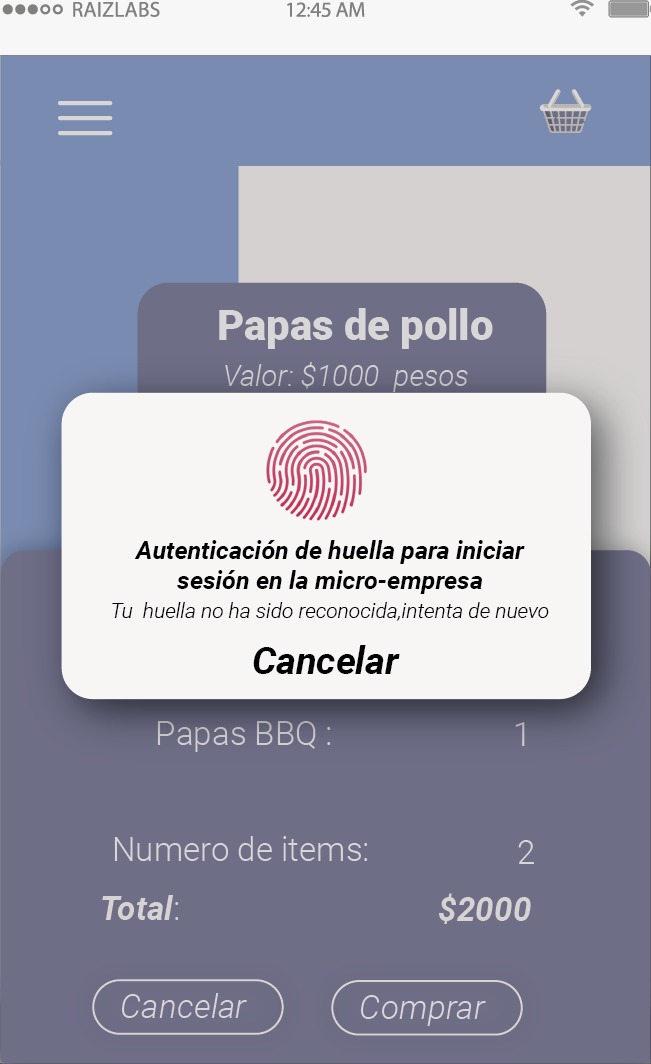 RAIZLABS 12:45 AM
Papas de pollo
Valor: $1000 pesos
Autenticación de huella para iniciar
sesión en la micro-empresa
Tu huella no ha sido reconocida,intenta de nuevo
Cancelar
Papas BBQ : 1
Numero de items: 2
Total: $2000
Cancelar Comprar